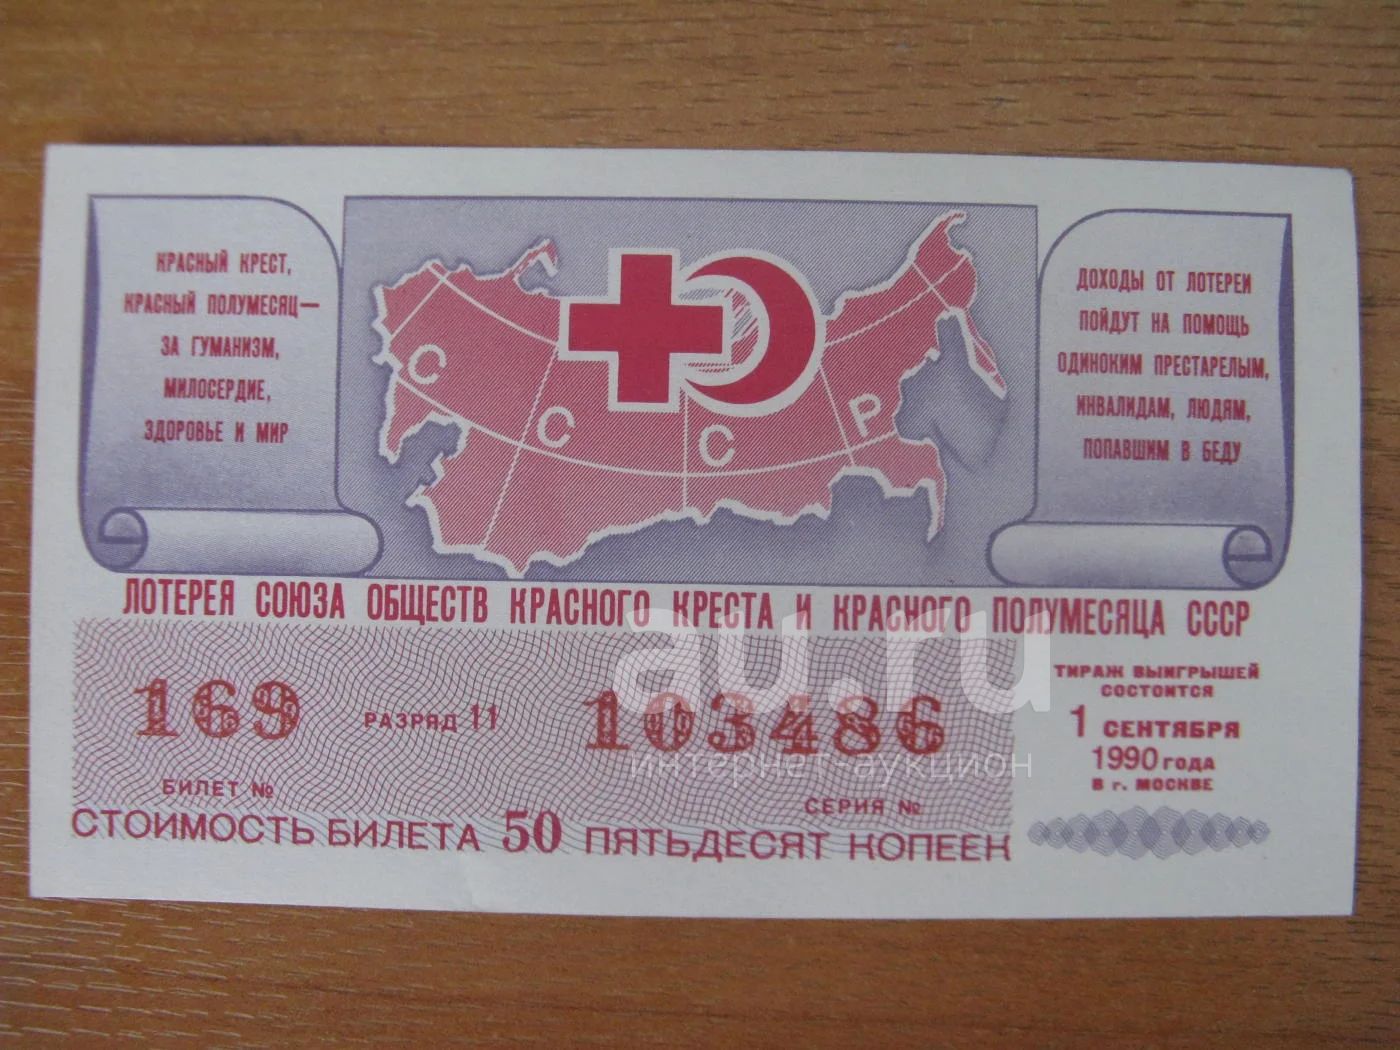 КРАСНЫЙ КРЕСТ,
КРАСНЫЙ ПОЛУМЕСЯЦ—
ЗА ГУМАНИЗМ,
МИЛОСЕРДИЕ,
ЗДОРОВЬЕ И МИР
С С С Р
ДОХОДЫ ОТ ЛОТЕРЕИ
ПОЙДУТ НА ПОМОЩЬ
ОДИНОКИМ ПРЕСТАРЕЛЫМ,
ИНВАЛИДАМ, ЛЮДЯМ,
ПОПАВШИМ В БЕДУ
ЛОТЕРЕЯ СОЮЗА ОБЩЕСТВ КРАСНОГО КРЕСТА И КРАСНОГО ПОЛУМЕСЯЦА СССР
169 РАЗРЯД 11 103486
БИЛЕТ № СЕРИЯ №
СТОИМОСТЬ БИЛЕТА 50 ПЯТЬДЕСЯТ КОПЕЕК
ТИРАЖ ВЫИГРЫШЕЙ
СОСТОИТСЯ
1 СЕНТЯБРЯ
1990 ГОДА
В г. МОСКВЕ
au.ru
интернет-аукцион